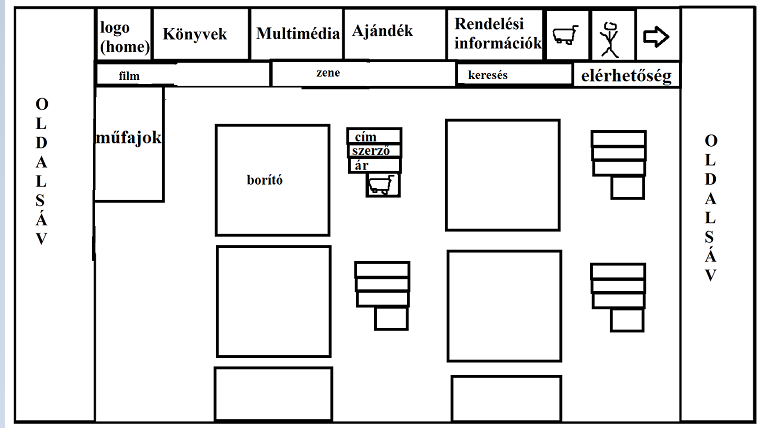 logo
(home)
Könyvek
Multimédia
Ajándék
Rendelési
információk
film
zene
keresés
elérhetőség
O
L
D
A
L
S
Á
V
műfajok
borító
cím
szerző
ár
O
L
D
A
L
S
Á
V